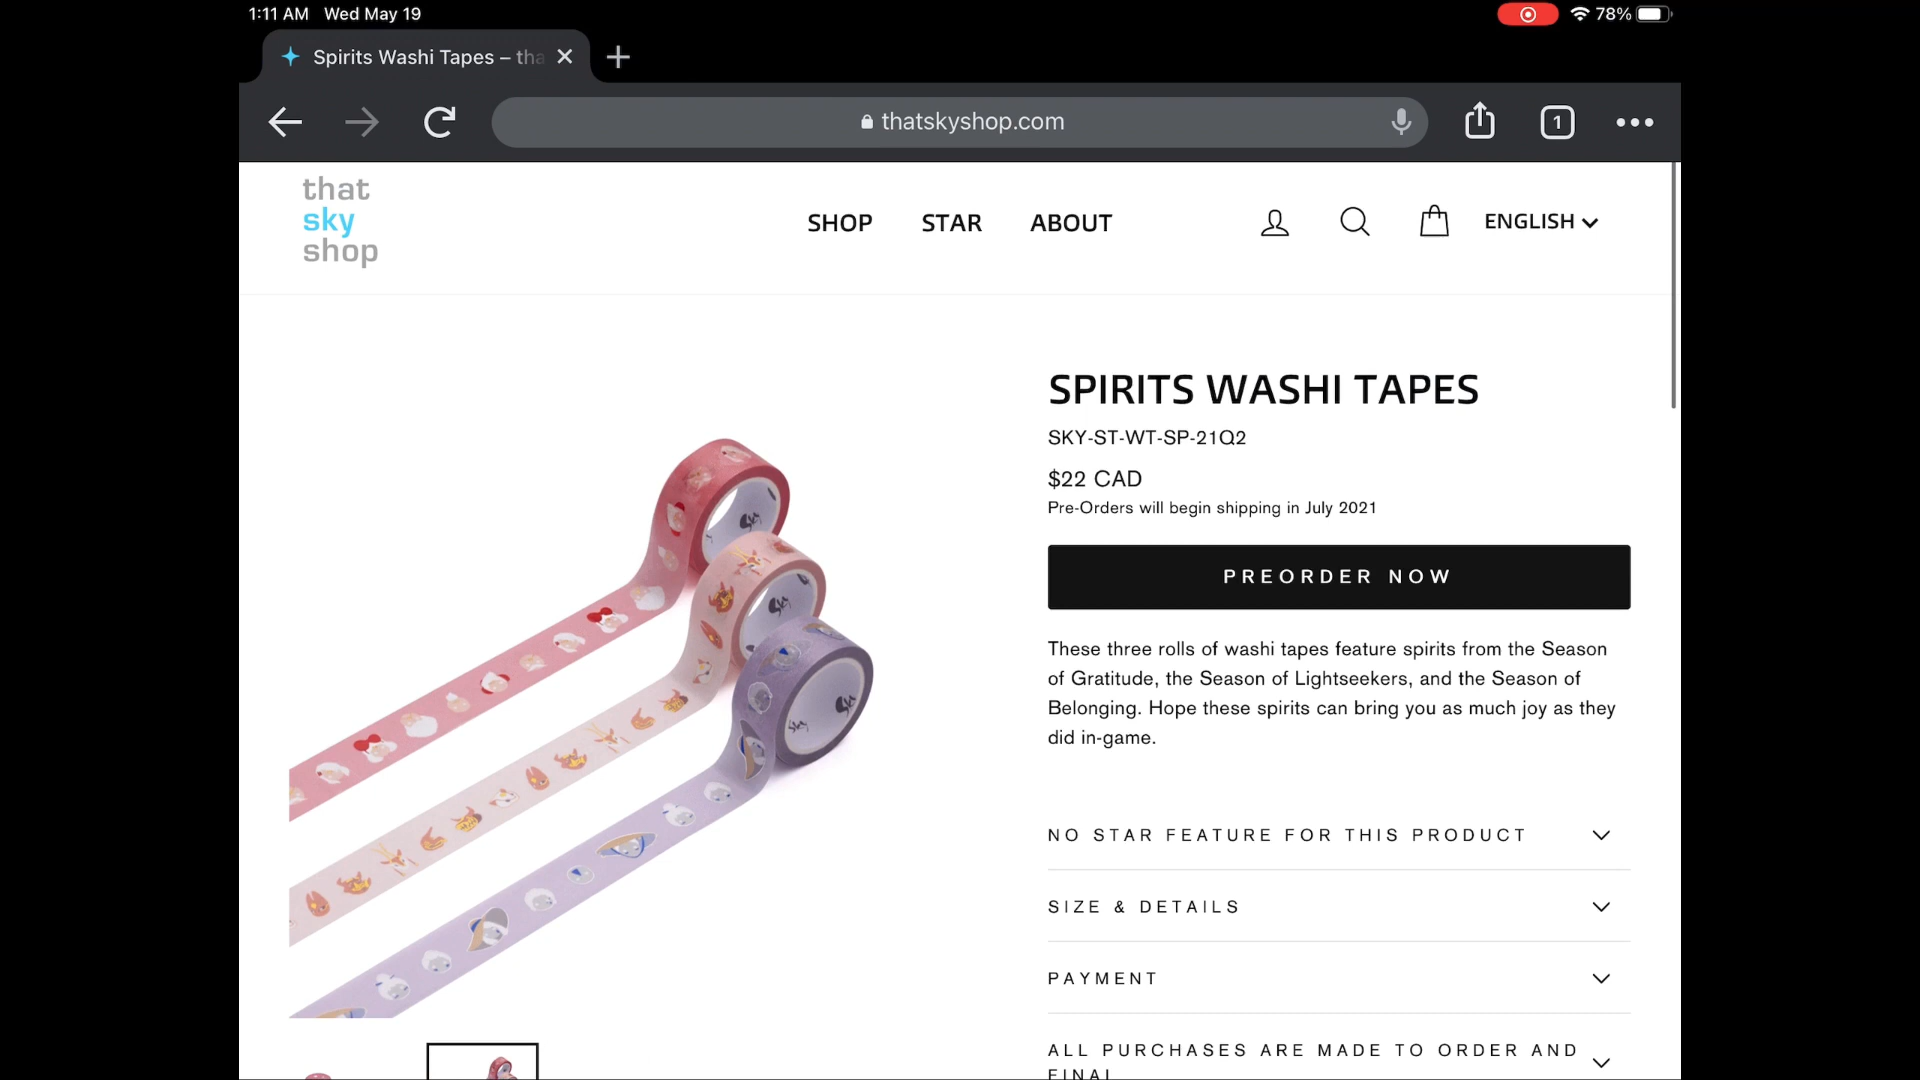 1:11 AM Wed May 19
78%
Spirits Washi Tapes – tha
thatskyshop.com
1
that
sky
shop
SHOP STAR ABOUT
ENGLISH
SPIRITS WASHI TAPES
SKY-ST-WT-SP-21Q2
$22 CAD
Pre-Orders will begin shipping in July 2021
PREORDER NOW
These three rolls of washi tapes feature spirits from the Season
of Gratitude, the Season of Lightseekers, and the Season of
Belonging. Hope these spirits can bring you as much joy as they
did in-game.
NO STAR FEATURE FOR THIS PRODUCT
SIZE & DETAILS
PAYMENT
ALL PURCHASES ARE MADE TO ORDER AND
FINAL
sky
sky